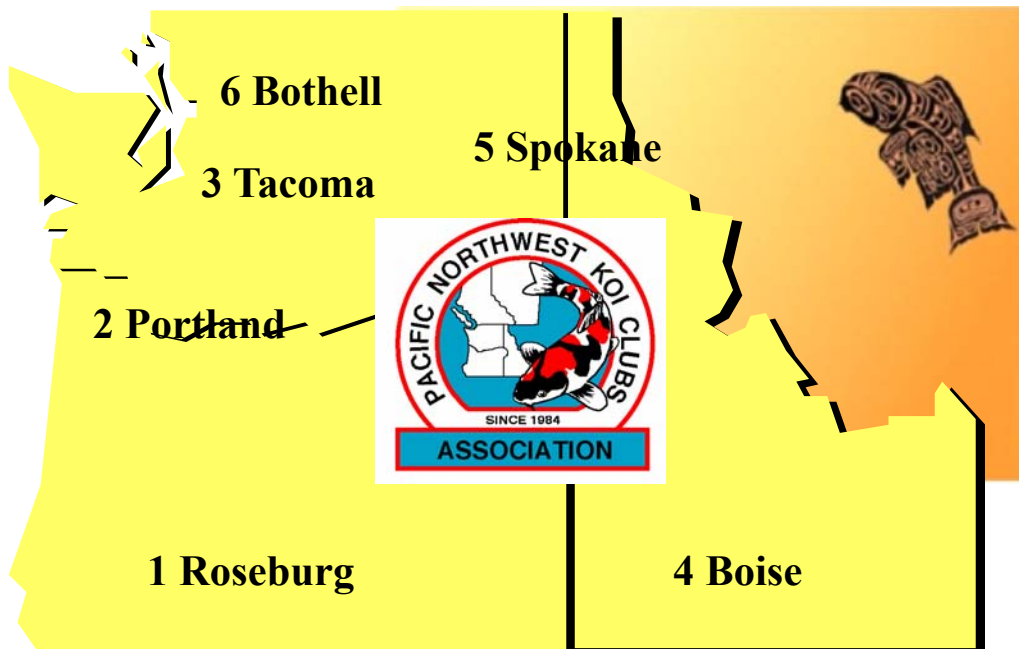 6 Bothell
5 Spokane
3 Tacoma
PACIFIC NORTHWEST KOI CLUBS
2 Portland
SINCE 1984
ASSOCIATION
1 Roseburg
4 Boise